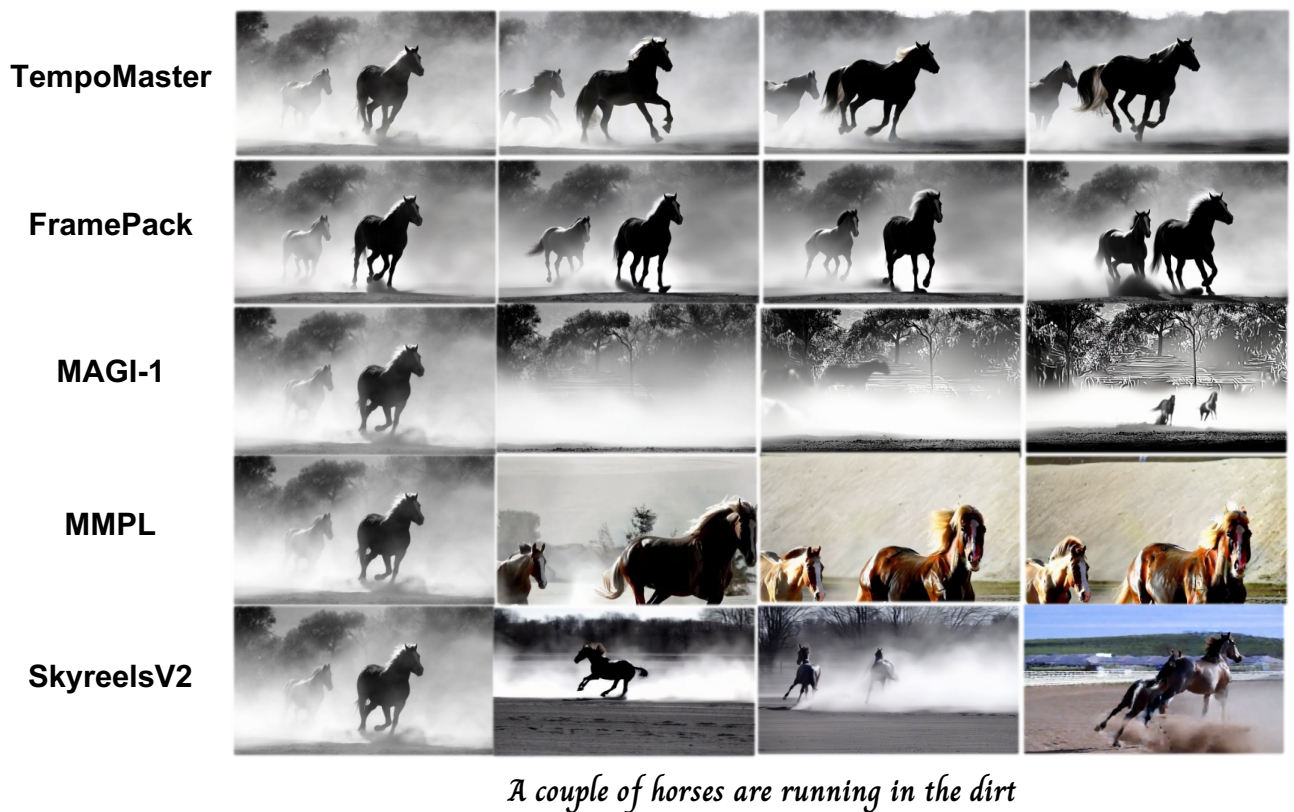 TempoMaster
FramePack
MAGI-1
MMPL
SkyreelsV2
A couple of horses are running in the dirt